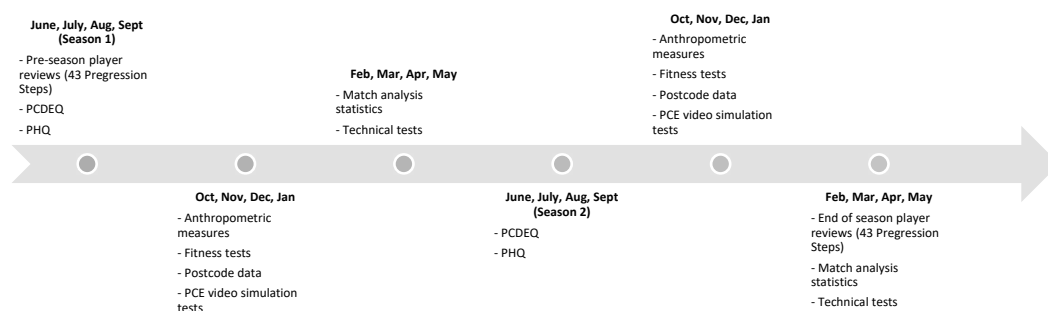 June, July, Aug, Sept
(Season 1)
- Pre-season player
reviews (43 Pregression
Steps)
- PCDEQ
- PHQ
Oct, Nov, Dec, Jan
- Anthropometric
measures
- Fitness tests
- Postcode data
- PCE video simulation
tests
Feb, Mar, Apr, May
- Match analysis
statistics
- Technical tests
June, July, Aug, Sept
(Season 2)
- PCDEQ
- PHQ
Oct, Nov, Dec, Jan
- Anthropometric
measures
- Fitness tests
- Postcode data
- PCE video simulation
tests
Feb, Mar, Apr, May
- End of season player
reviews (43 Pregression
Steps)
- Match analysis
statistics
- Technical tests